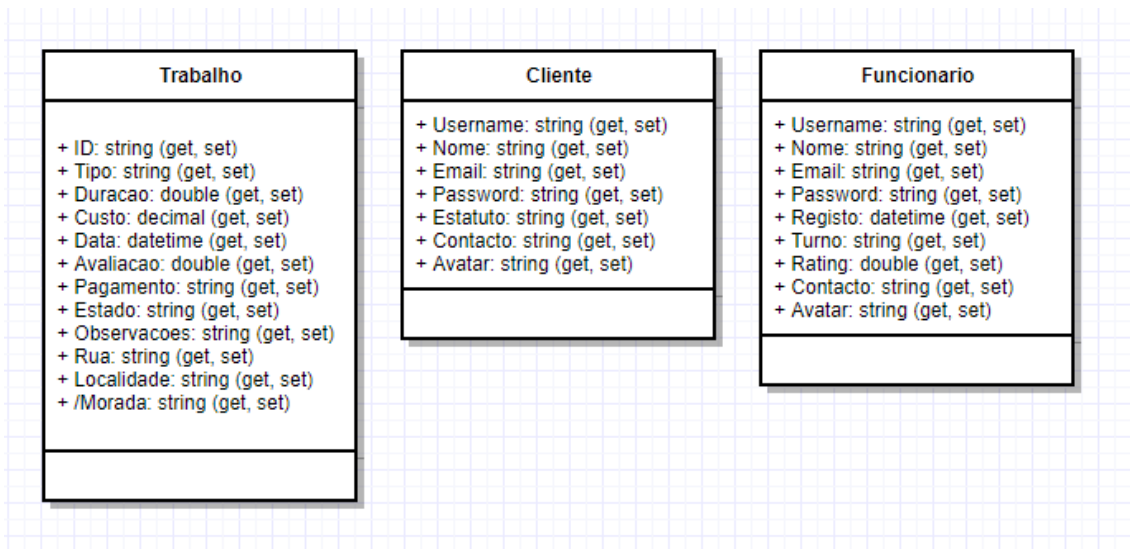 Trabalho
+ ID: string (get, set)
+ Tipo: string (get, set)
+ Duracao: double (get, set)
+ Custo: decimal (get, set)
+ Data: datetime (get, set)
+ Avaliacao: double (get, set)
+ Pagamento: string (get, set)
+ Estado: string (get, set)
+ Observacoes: string (get, set)
+ Rua: string (get, set)
+ Localidade: string (get, set)
+ /Morada: string (get, set)
Cliente
+ Username: string (get, set)
+ Nome: string (get, set)
+ Email: string (get, set)
+ Password: string (get, set)
+ Estatuto: string (get, set)
+ Contacto: string (get, set)
+ Avatar: string (get, set)
Funcionario
+ Username: string (get, set)
+ Nome: string (get, set)
+ Email: string (get, set)
+ Password: string (get, set)
+ Registo: datetime (get, set)
+ Turno: string (get, set)
+ Rating: double (get, set)
+ Contacto: string (get, set)
+ Avatar: string (get, set)